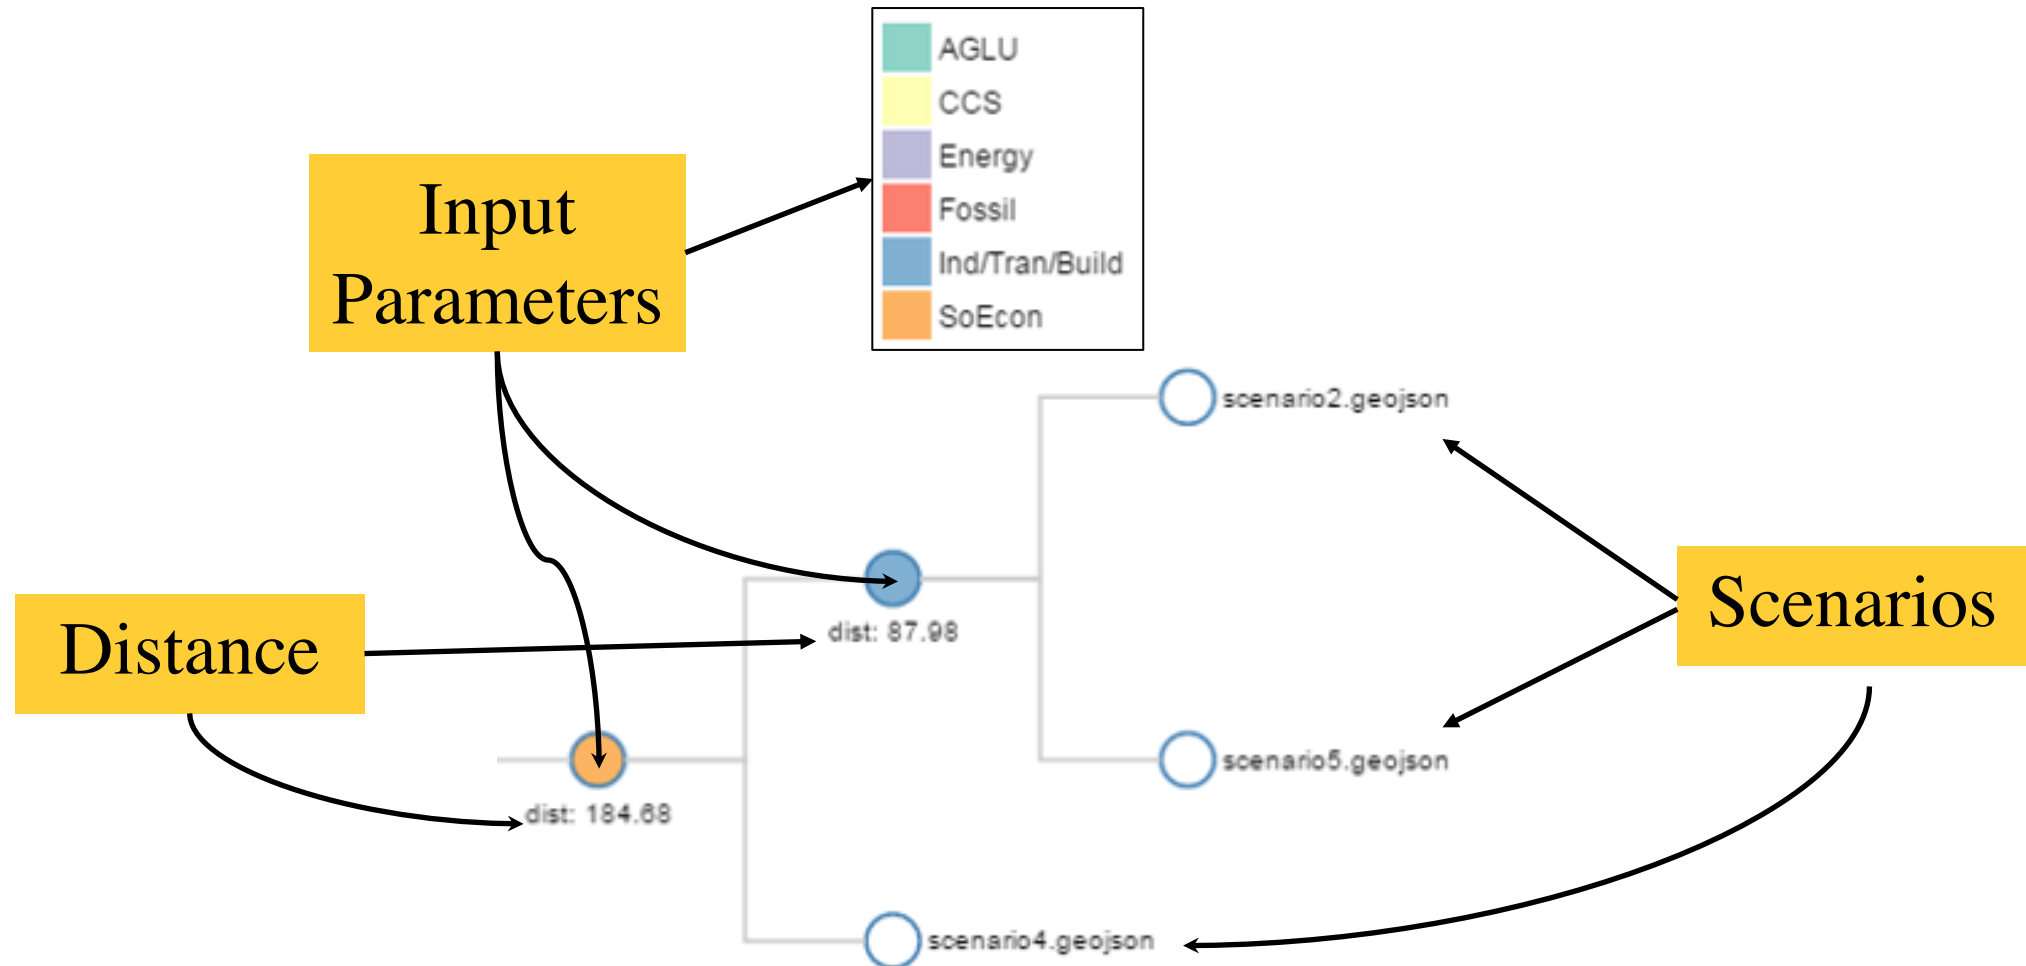 AGLU
CCS
Energy
Fossil
Ind/Tran/Build
SoEcon
Input
Parameters
scenario2.geojson
Scenarios
Distance
dist: 87.98
scenario5.geojson
dist: 184.68
scenario4.geojson